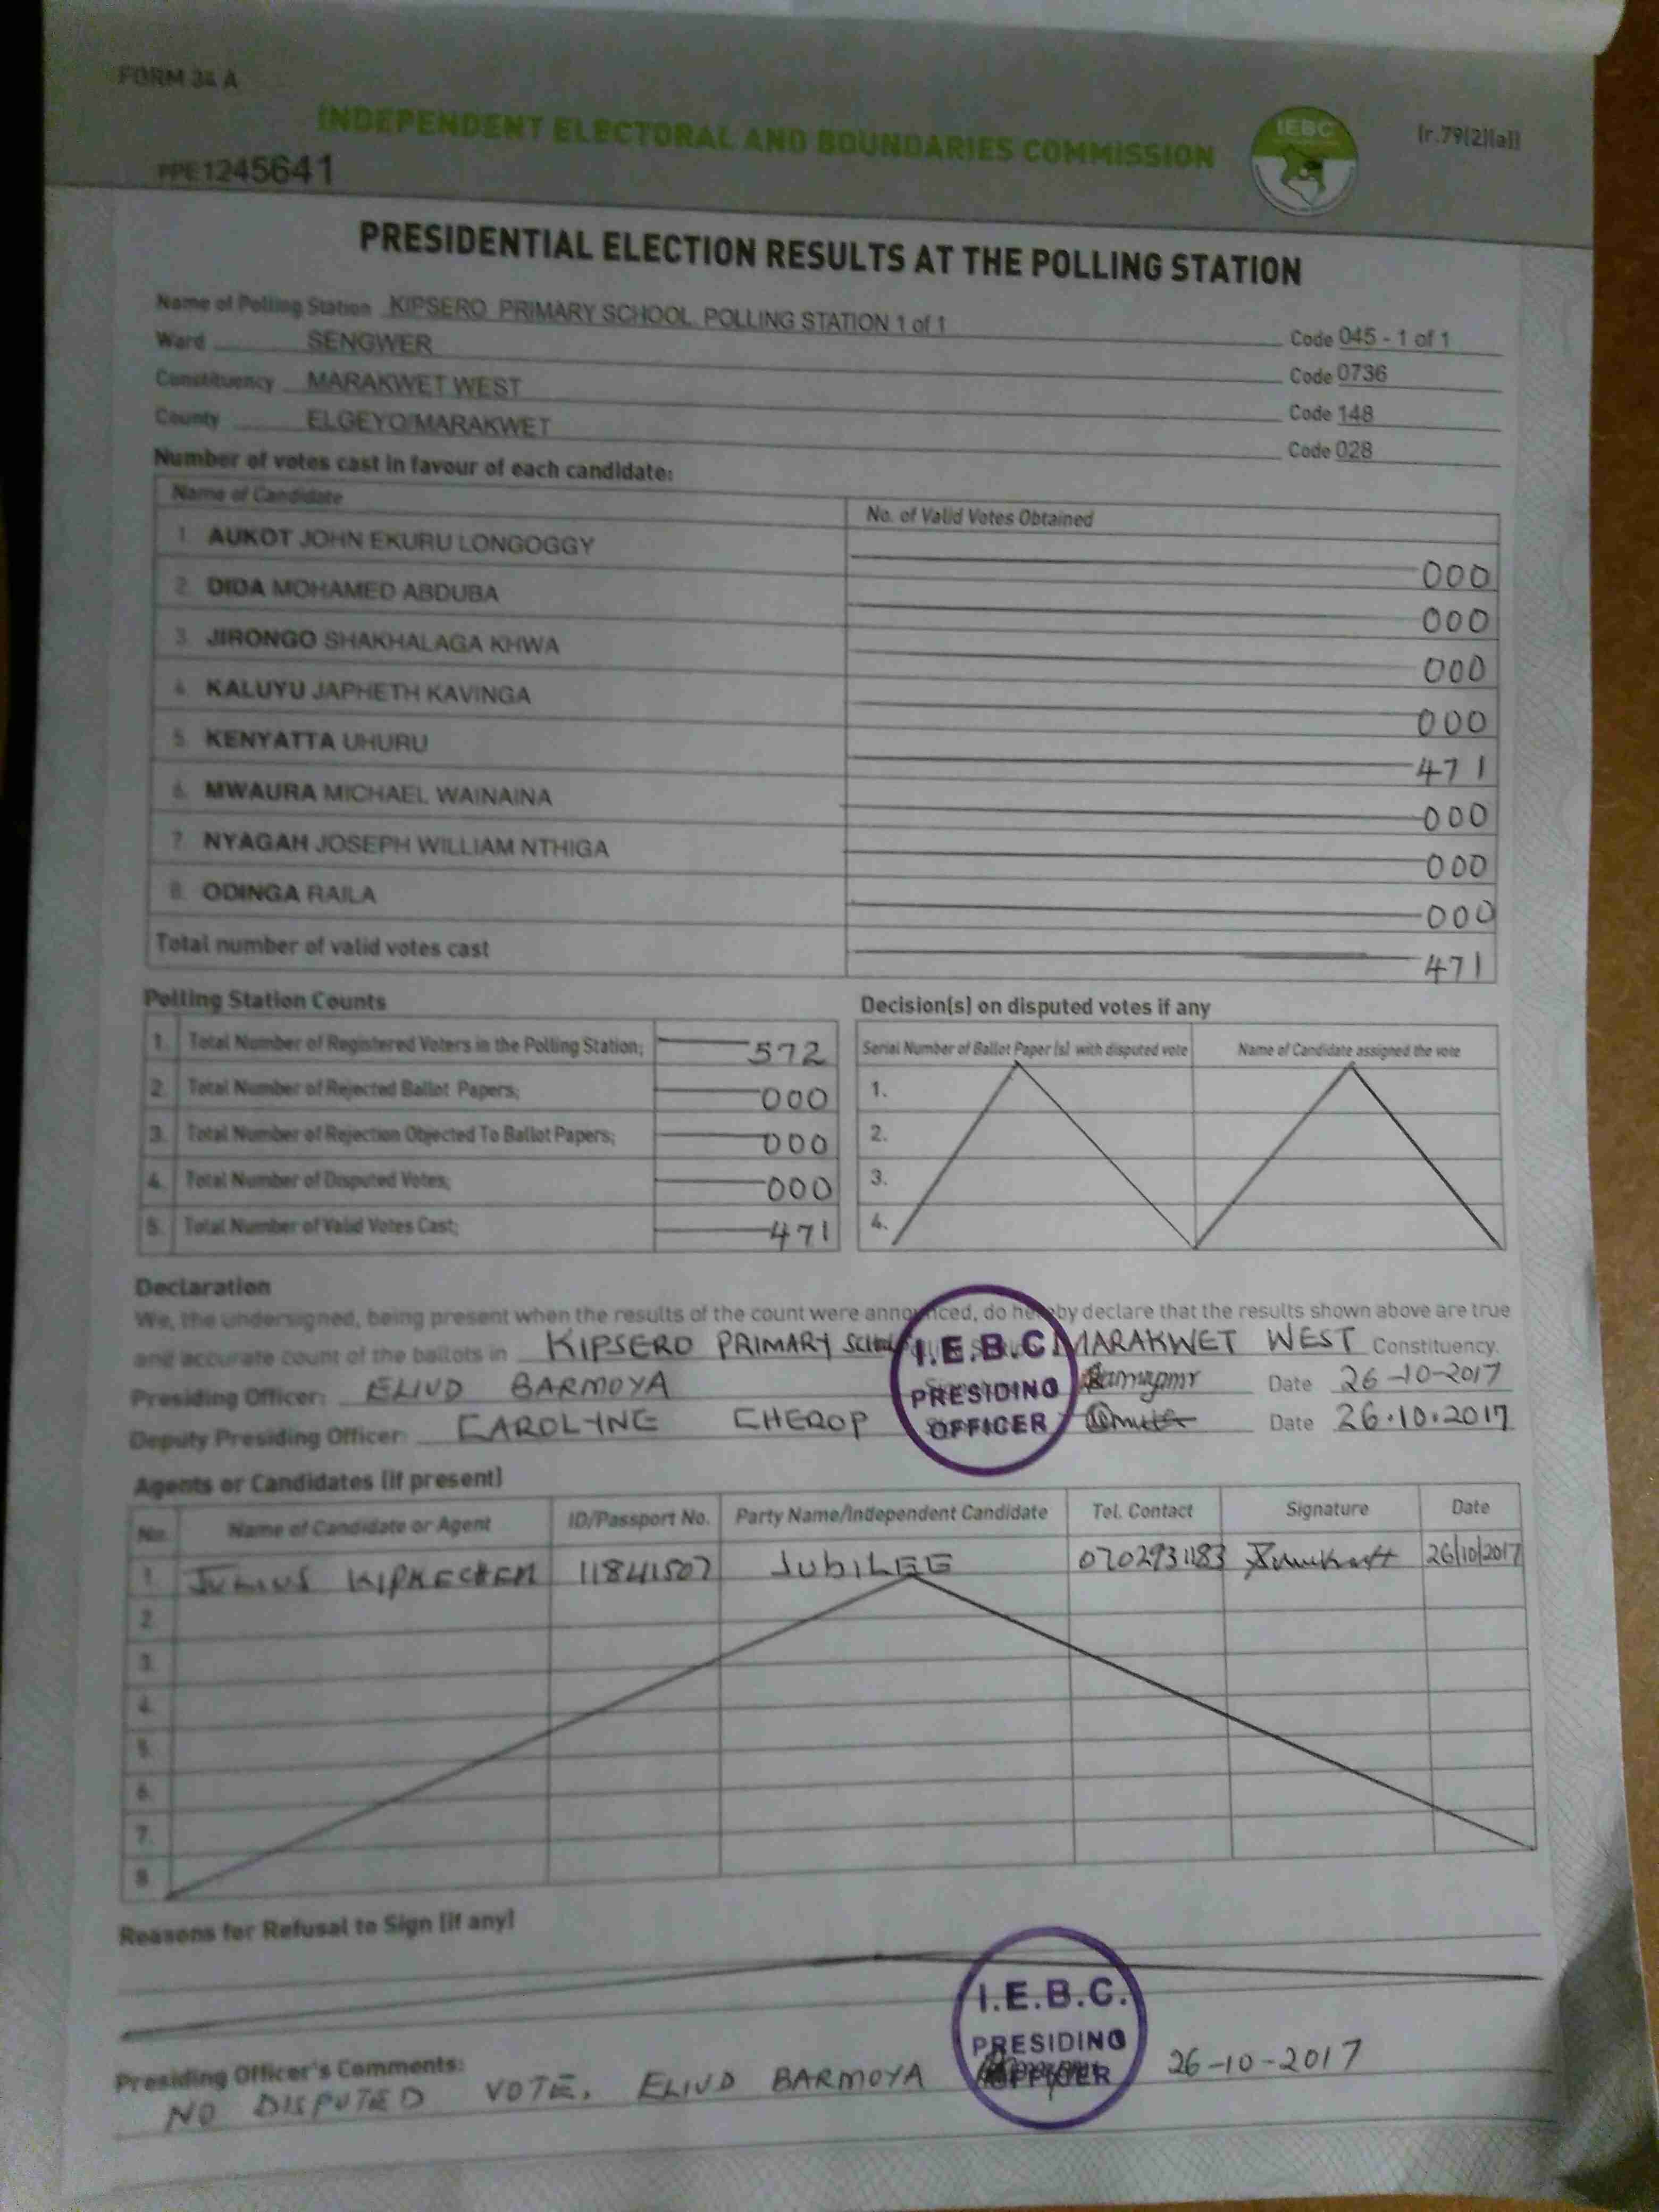 FORM 34 A
INDEPENDENT ELECTORAL AND BOUNDARIES COMMISSION
IEBC
(r.79(2)(a))
PPE1245641
PRESIDENTIAL ELECTION RESULTS AT THE POLLING STATION
Name of Polling Station KIPSERO PRIMARY SCHOOL POLLING STATION 1 of 1 Code 045 - 1 of 1
Ward SENGWER Code 0736
Constituency MARAKWET WEST Code 148
County ELGEYO/MARAKWET Code 028
Number of votes cast in favour of each candidate:
Name of Candidate No. of Valid Votes Obtained
1. AUKOT JOHN EKURU LONGOGGY 000
2. DIDA MOHAMED ABDUBA 000
3. JIRONGO SHAKHALAGA KHWA 000
4. KALUYU JAPHETH KAVINGA 000
5. KENYATTA UHURU 471
6. MWAURA MICHAEL WAINAINA 000
7. NYAGAH JOSEPH WILLIAM NTHIGA 000
8. ODINGA RAILA 000
Total number of valid votes cast 471
Polling Station Counts
1. Total Number of Registered Voters in the Polling Station; 572
2. Total Number of Rejected Ballot Papers; 000
3. Total Number of Rejection Objected To Ballot Papers; 000
4. Total Number of Disputed Votes; 000
5. Total Number of Valid Votes Cast; 471
Decision(s) on disputed votes if any
Serial Number of Ballot Paper (s) with disputed vote Name of Candidate assigned the vote
1.
2.
3.
4.
Declaration
We, the undersigned, being present when the results of the count were announced, do hereby declare that the results shown above are true
and accurate count of the ballots in KIPSERO PRIMARY MARAKWET WEST Constituency.
Presiding Officer: ELIUD BARMOYA Date 26-10-2017
Deputy Presiding Officer: CAROLYNE CHEROP Date 26.10.2017
I.E.B.C
PRESIDING
OFFICER
Agents or Candidates (if present)
No. Name of Candidate or Agent ID/Passport No. Party Name/Independent Candidate Tel. Contact Signature Date
1 11841507 JUBILEE 0702931183 26/10/2017
2.
3.
4.
5.
6.
7.
8
Reasons for Refusal to Sign (if any)
I.E.B.C.
PRESIDING
OFFICER
Presiding Officer's Comments:
NO DISPUTED VOTE. ELIUD BARMOYA 26-10-2017